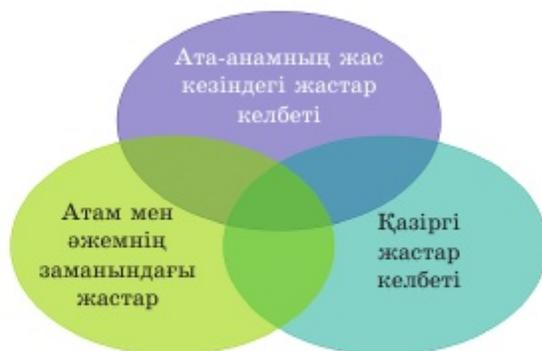 Ата-анамның жас
кезіндегі жастар
келбеті
Атам мен
әжемнің
заманындағы
жастар
Қазіргі
жастар
келбеті